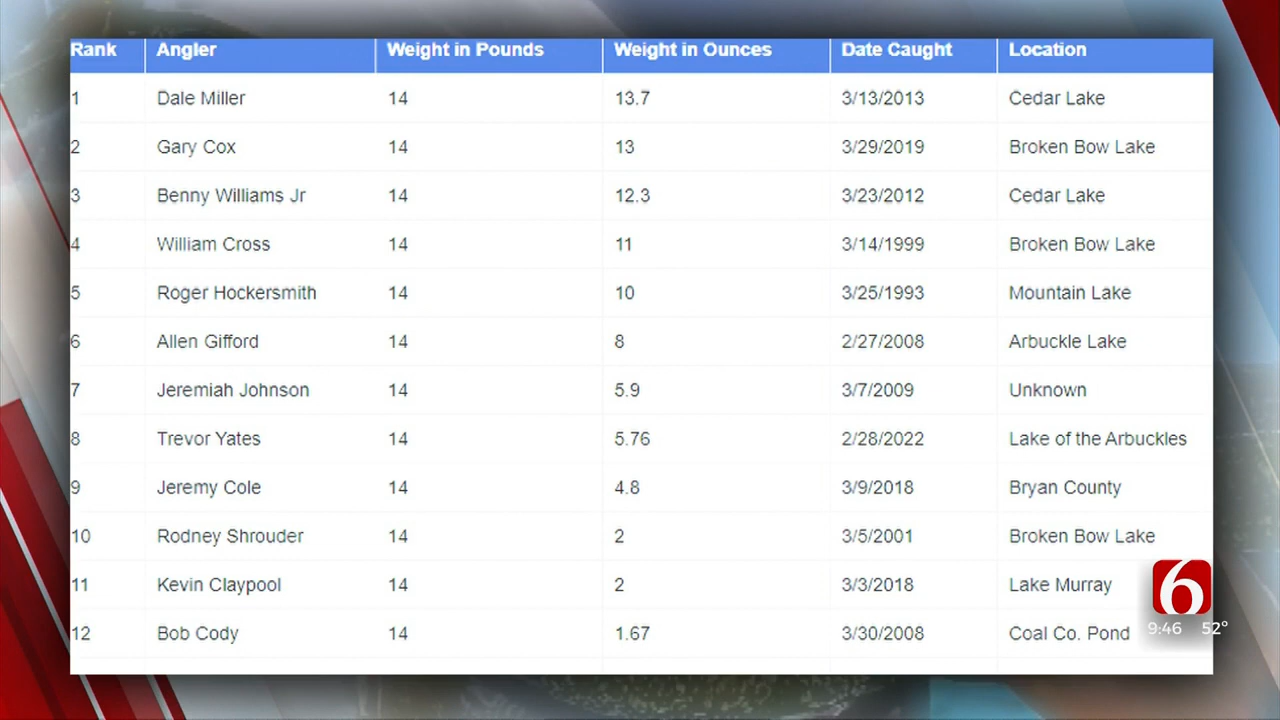 Rank Angler Weight in Pounds Weight in Ounces Date Caught Location
1 Dale Miller 14 13.7 3/13/2013 Cedar Lake
2 Gary Cox 14 13 3/29/2019 Broken Bow Lake
3 Benny Williams Jr 14 12.3 3/23/2012 Cedar Lake
4 William Cross 14 11 3/14/1999 Broken Bow Lake
5 Roger Hockersmith 14 10 3/25/1993 Mountain Lake
6 Allen Gifford 14 8 2/27/2008 Arbuckle Lake
7 Jeremiah Johnson 14 5.9 3/7/2009 Unknown
8 Trevor Yates 14 5.76 2/28/2022 Lake of the Arbuckles
9 Jeremy Cole 14 4.8 3/9/2018 Bryan County
10 Rodney Shrouder 14 2 3/5/2001 Broken Bow Lake
11 Kevin Claypool 14 2 3/3/2018 Lake Murray
12 Bob Cody 14 1.67 3/30/2008 Coal Co. Pond
6
9:46 52°